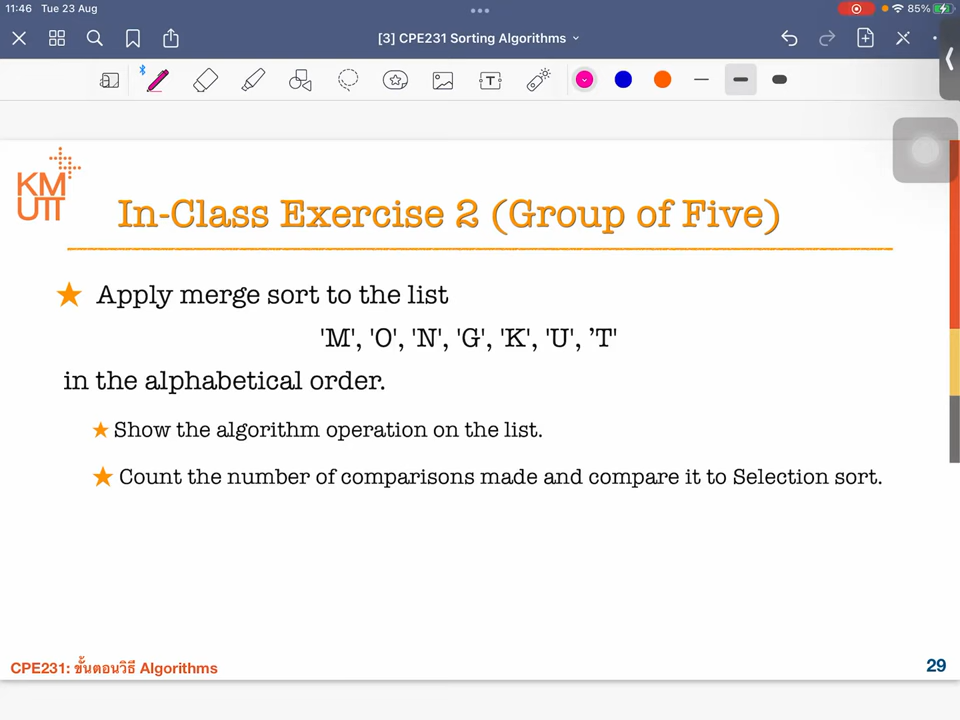 11:46 Tue 23 Aug
85%
[3] CPE231 Sorting Algorithms
T
KM
UTT
In-Class Exercise 2 (Group of Five)
Apply merge sort to the list
'M', 'O', 'N', 'G', 'K', 'U', ’T'
in the alphabetical order.
Show the algorithm operation on the list.
Count the number of comparisons made and compare it to Selection sort.
CPE231: ขั้นตอนวิธี Algorithms
29